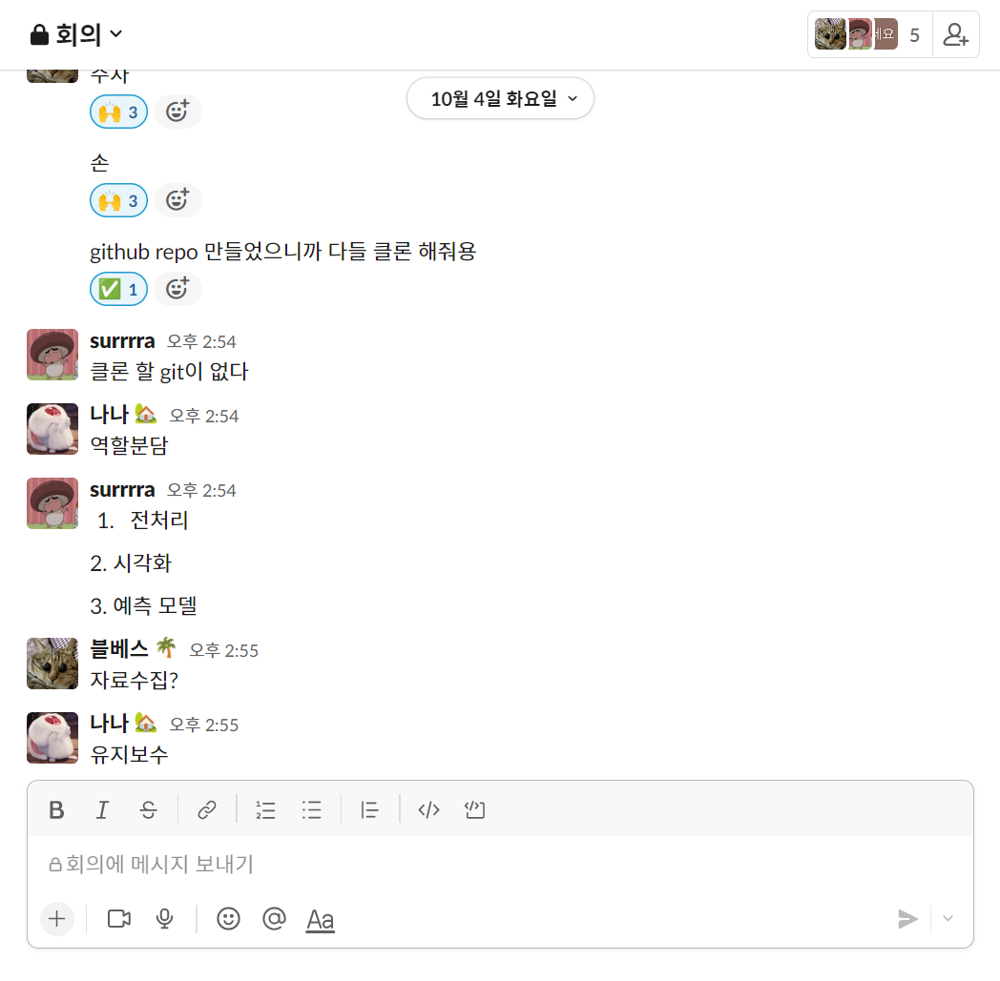 회의
세요
5
수사
10월 4일 화요일
3
손
3
github repo 만들었으니까 다들 클론 해줘용
1
surrrra 오후 2:54
클론 할 git이 없다
나나 오후 2:54
역할분담
surrrra 오후 2:54
1. 전처리
2. 시각화
3. 예측 모델
블베스 오후 2:55
자료수집?
나나 오후 2:55
유지보수
B I S
회의에 메시지 보내기
@ Aa